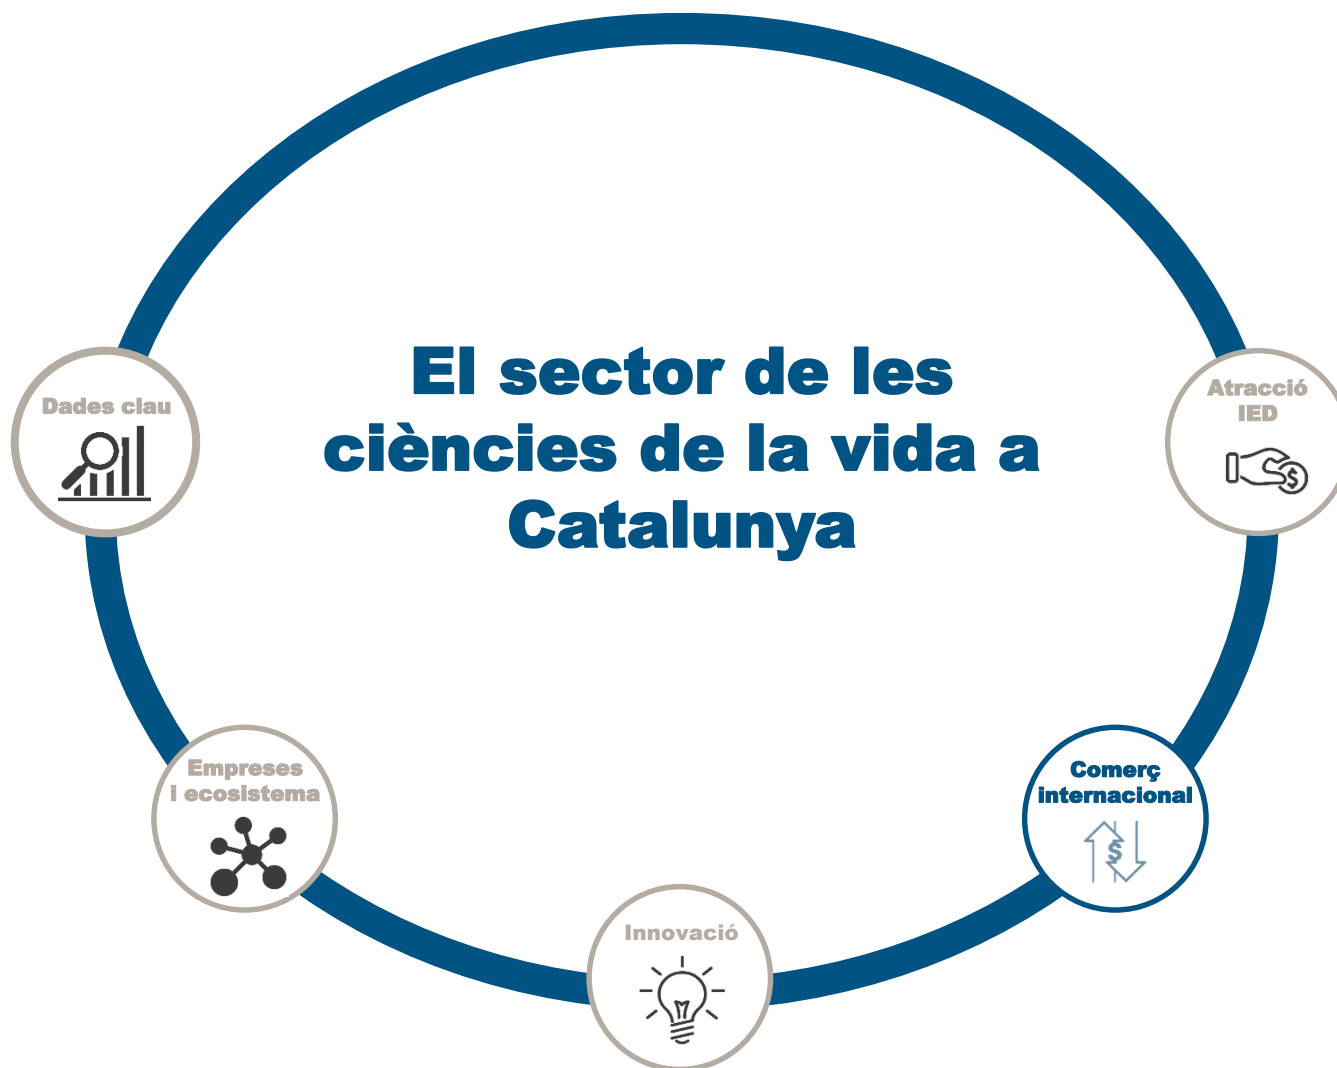 El sector de les
ciències de la vida a
Catalunya
Dades clau
Empreses
i ecosistema
Innovació
Comerç
internacional
$
Atracció
IED
$